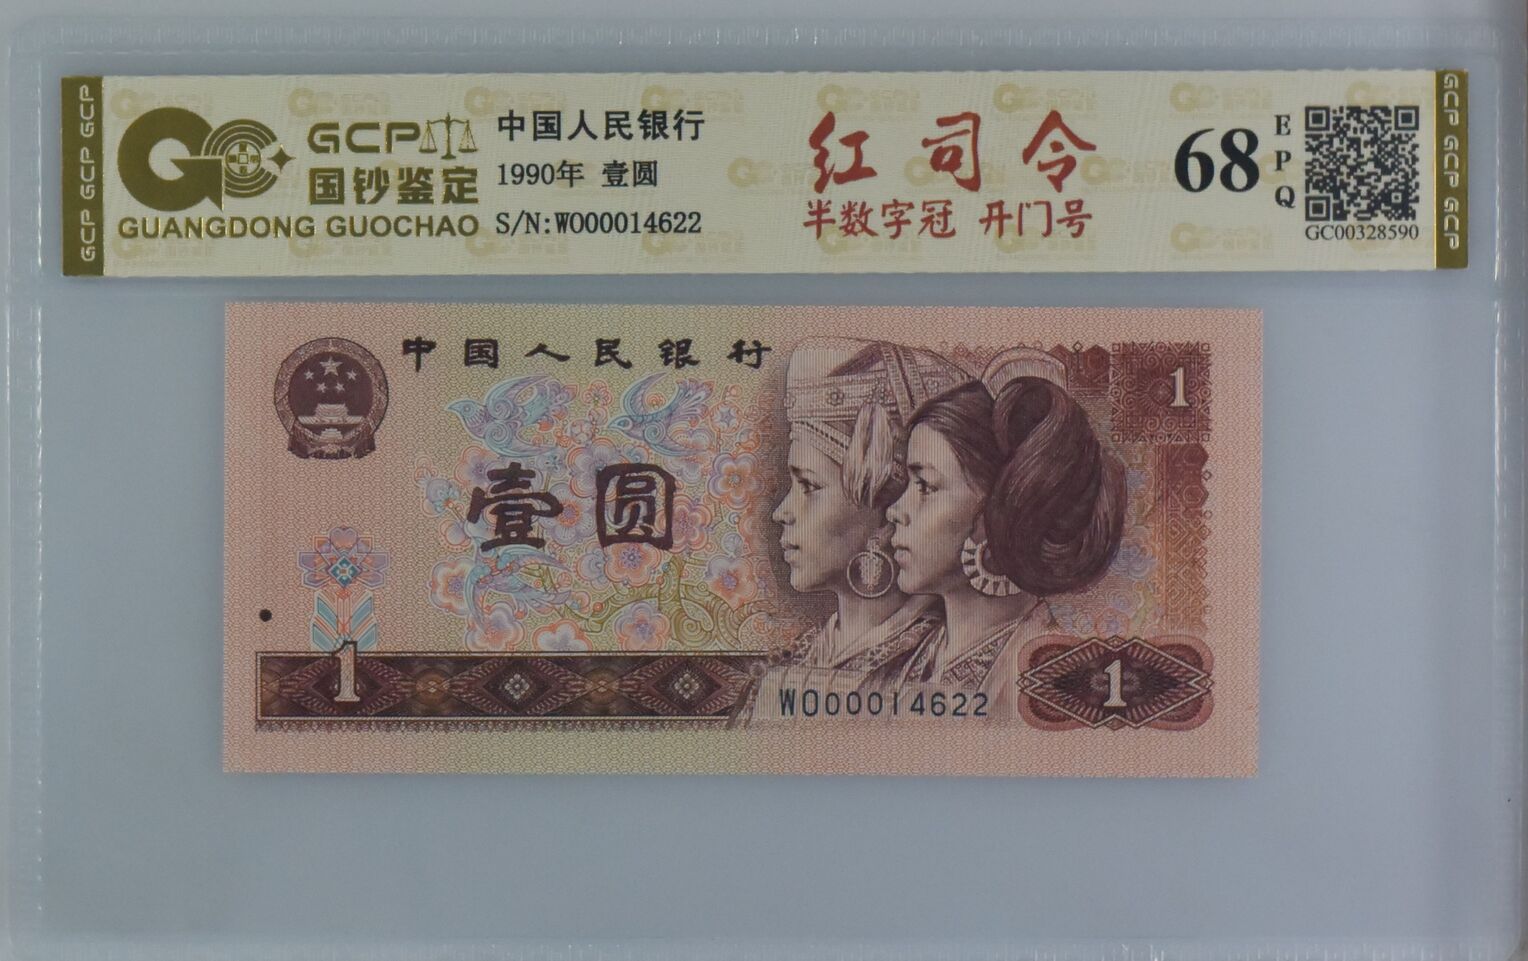 GCP GCP GCP
GCP
国钞鉴定
GUANGDONG GUOCHAO
中国人民银行
1990年 壹圆
S/N:WO00014622
红司令
半数字冠 开门号
68
EPQ
GC00328590
GCP GCP GCP
中国人民银行
1
壹圆
1
WO00014622
1